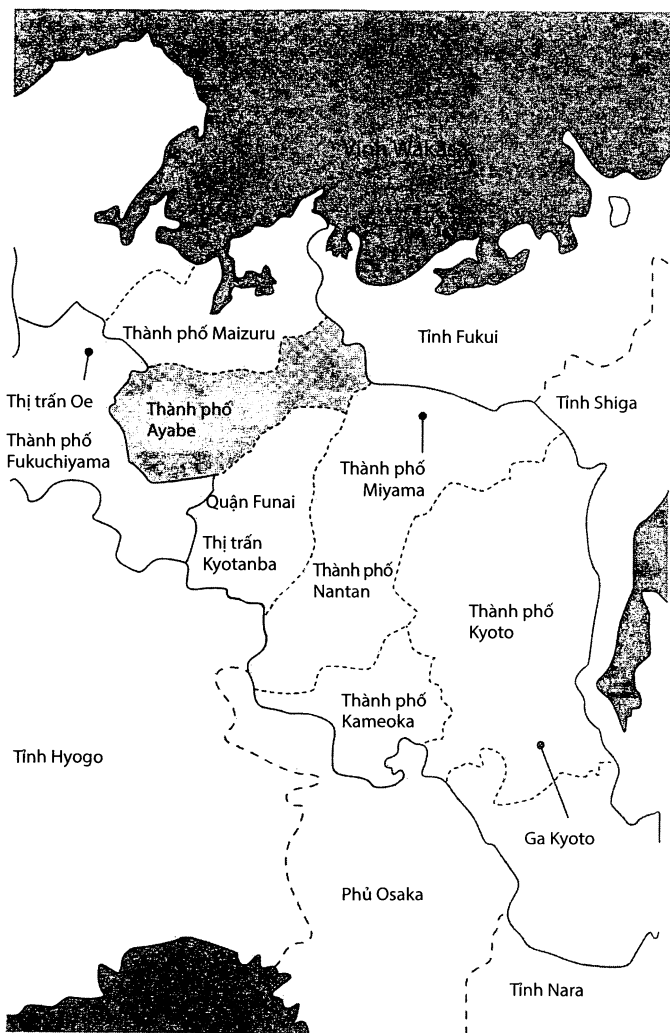 Vịnh Wakasa
Thành phố Maizuru
Tỉnh Fukui
Thị trấn Oe
Thành phố
Ayabe
Tỉnh Shiga
Thành phố
Fukuchiyama
Thành phố
Miyama
Quận Funai
Thị trấn
Kyotanba
Thành phố
Nantan
Thành phố
Kyoto
Thành phố
Kameoka
Tỉnh Hyogo
Ga Kyoto
Phủ Osaka
Tỉnh Nara